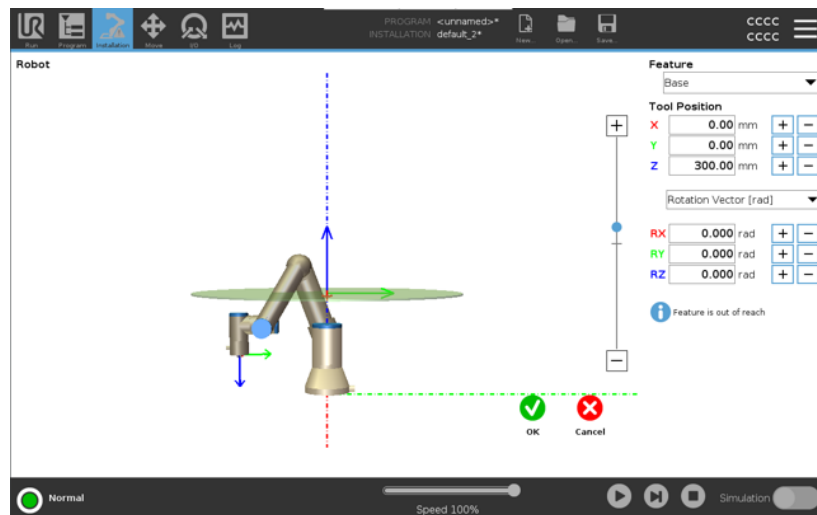 UR
Run
Program
Installation
Move
I/O
Log
PROGRAM <unnamed>*
INSTALLATION default_2*
New...
Open...
Save...
CCCC
CCCC
Robot
Feature
Base
Tool Position
X 0.00 mm + −
Y 0.00 mm + −
Z 300.00 mm + −
Rotation Vector [rad]
RX 0.000 rad + −
RY 0.000 rad + −
RZ 0.000 rad + −
i Feature is out of reach
OK
Cancel
Normal
Speed 100%
Simulation